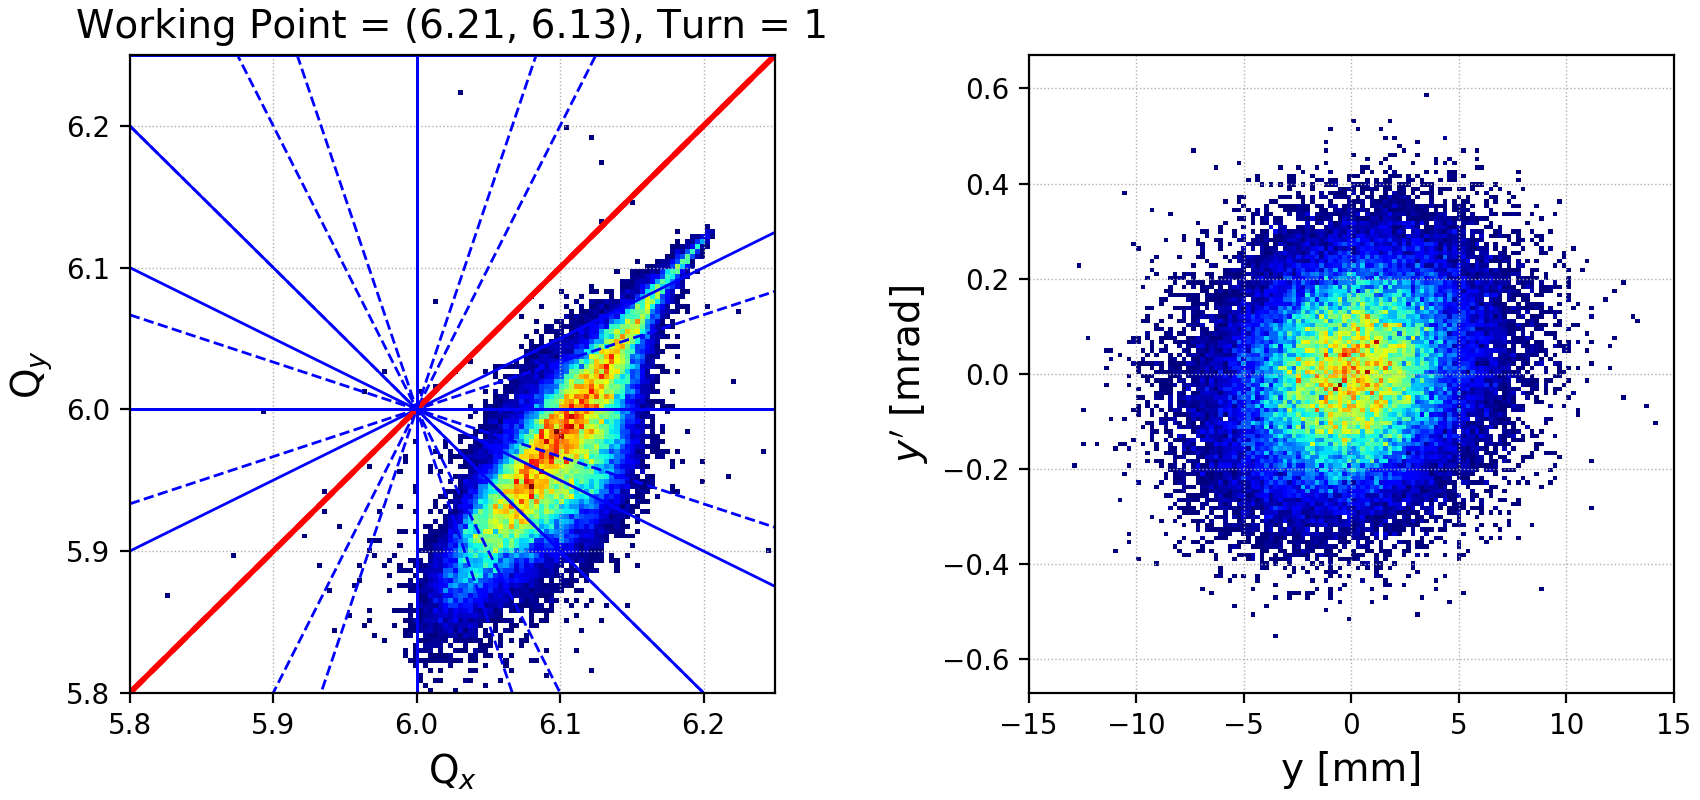 Working Point = (6.21, 6.13), Turn = 1
6.2
6.1
6.0
5.9
5.8
Q_y
5.8 5.9 6.0 6.1 6.2
Q_x
0.6
0.4
0.2
0.0
−0.2
−0.4
−0.6
y′ [mrad]
−15 −10 −5 0 5 10 15
y [mm]